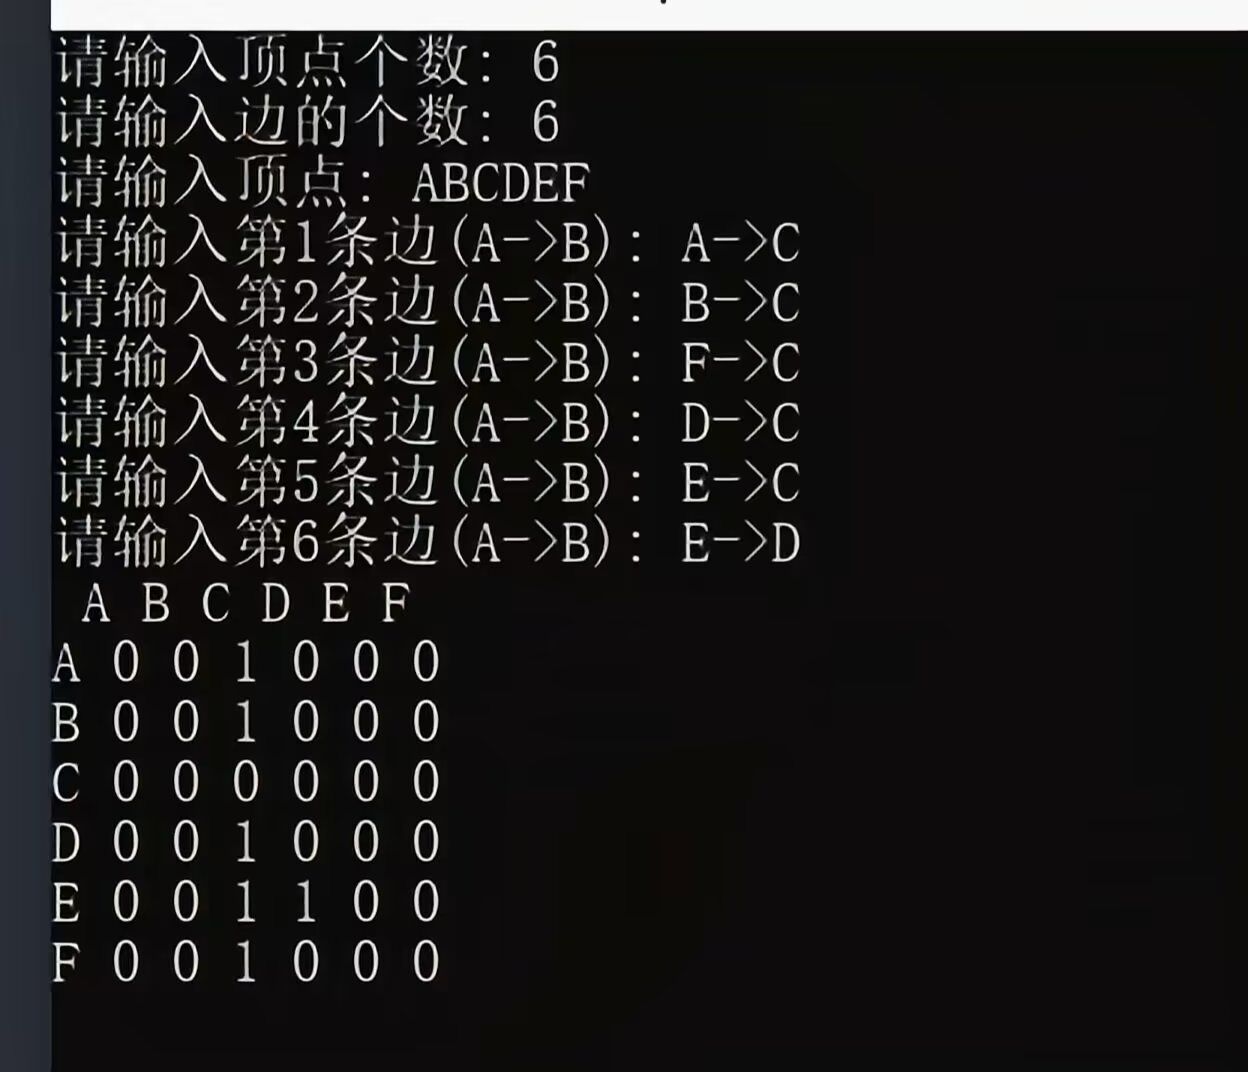 请输入顶点个数: 6
请输入边的个数: 6
请输入顶点: ABCDEF
请输入第1条边(A->B): A->C
请输入第2条边(A->B): B->C
请输入第3条边(A->B): F->C
请输入第4条边(A->B): D->C
请输入第5条边(A->B): E->C
请输入第6条边(A->B): E->D
A B C D E F
A 0 0 1 0 0 0
B 0 0 1 0 0 0
C 0 0 0 0 0 0
D 0 0 1 0 0 0
E 0 0 1 1 0 0
F 0 0 1 0 0 0